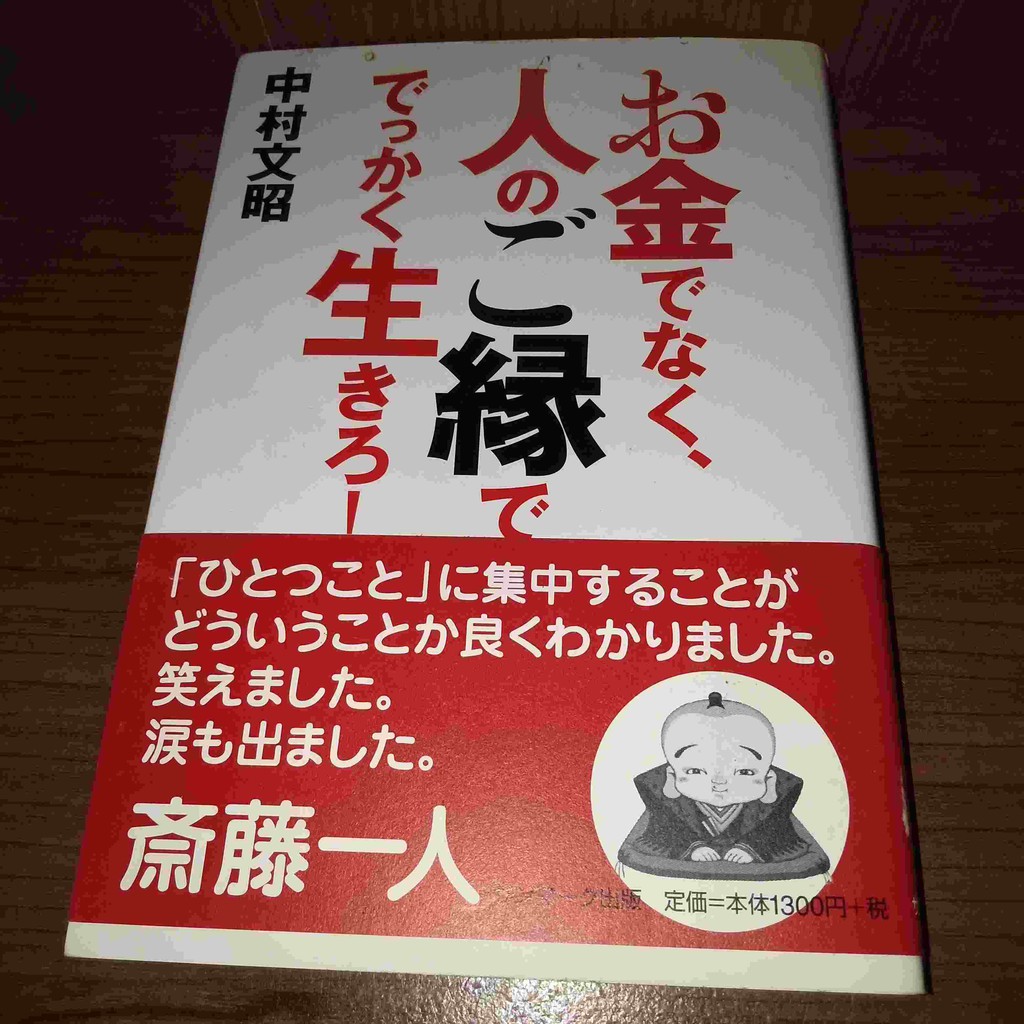 お金でなく、
人のご縁で
でっかく生きろ!
中村文昭
「ひとつこと」に集中することが
どういうことか良くわかりました。
笑えました。
涙も出ました。
斎藤一人
出版 定価=本体1300円+税